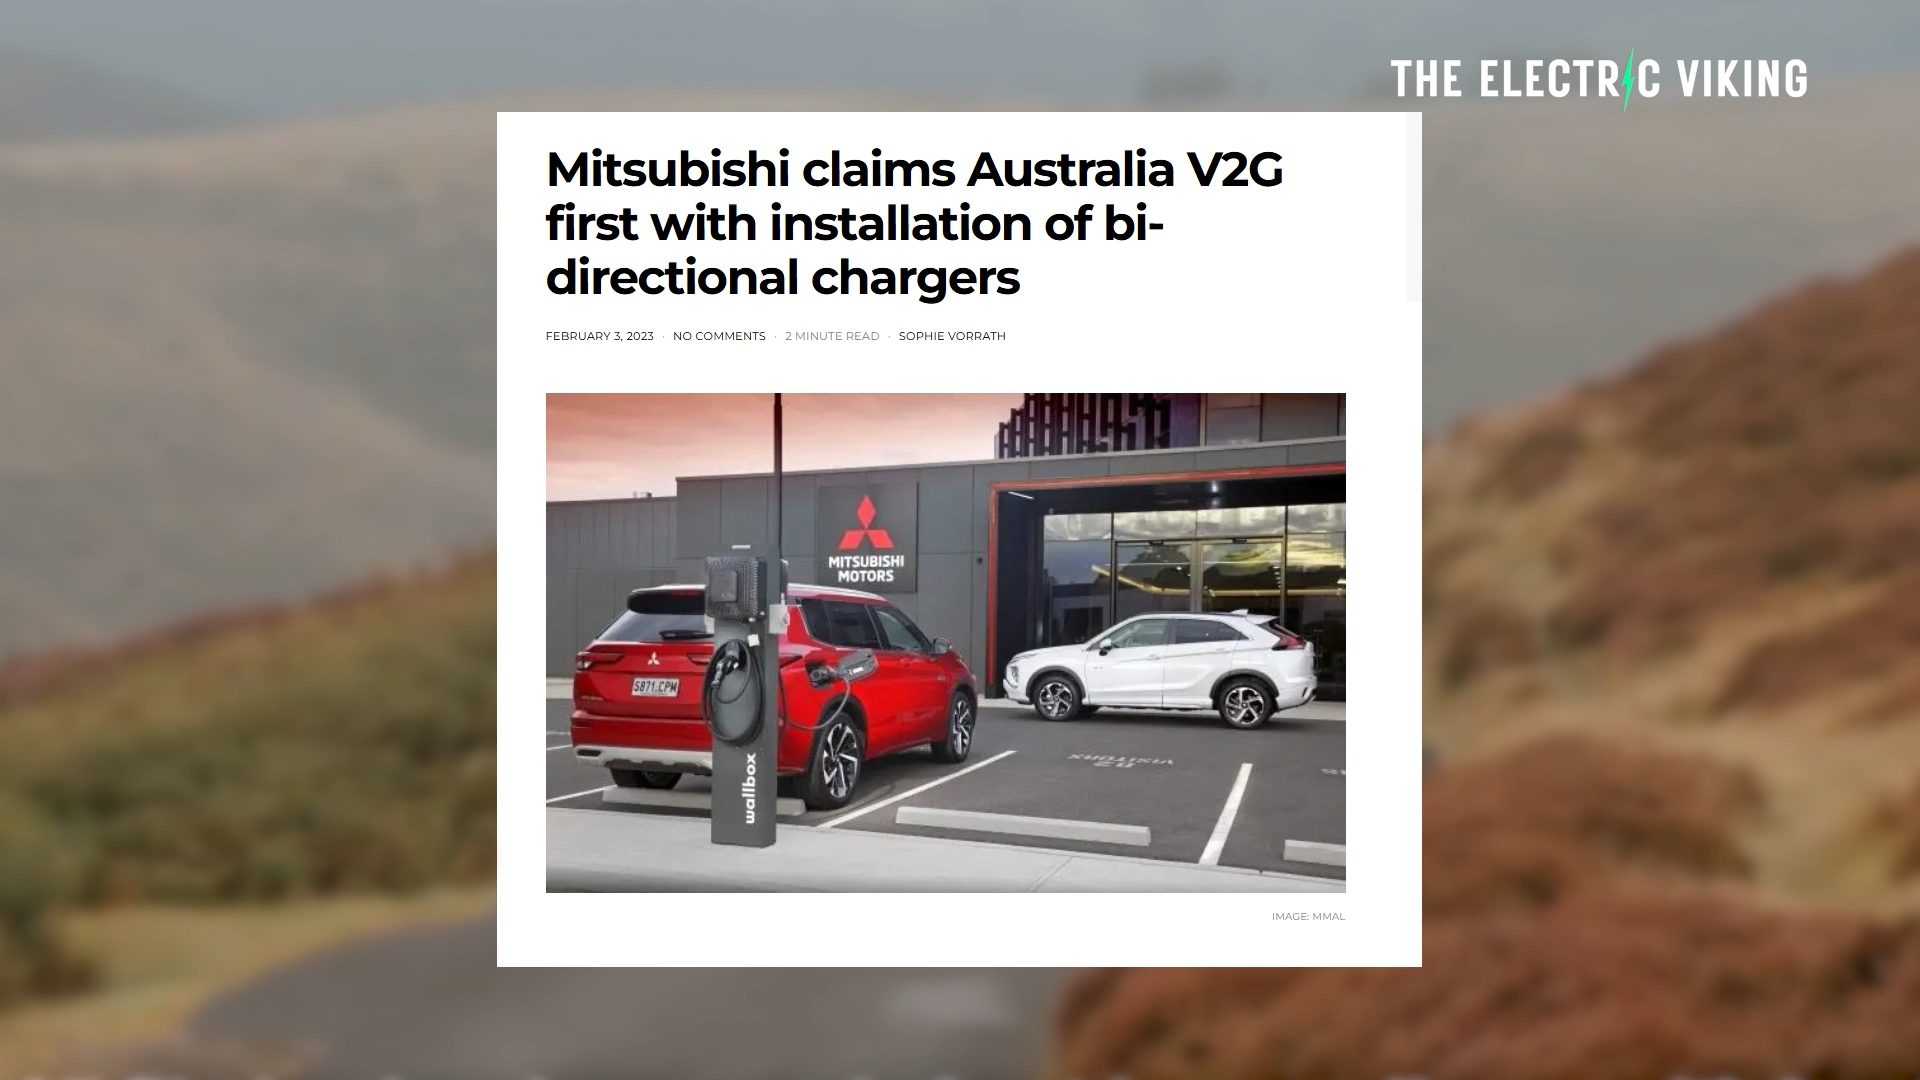 THE ELECTRIC VIKING
Mitsubishi claims Australia V2G
first with installation of bi-
directional chargers
FEBRUARY 3, 2023 · NO COMMENTS · 2 MINUTE READ · SOPHIE VORRATH
MITSUBISHI
MOTORS
S871·CPM
wallbox
VISITORS
IMAGE: MMAL